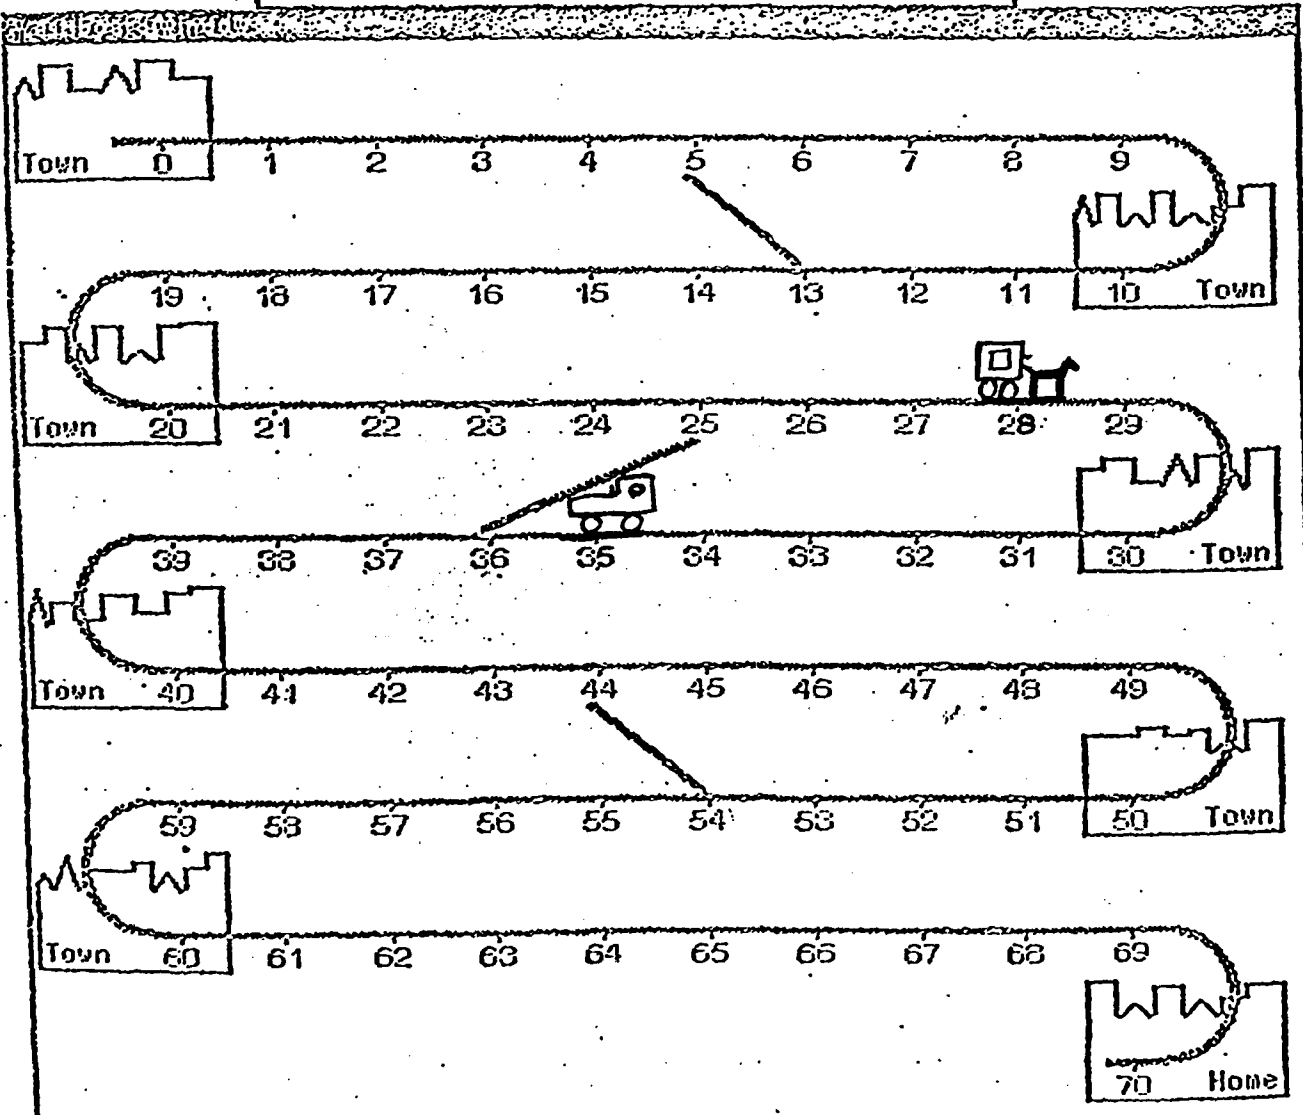 Town 0 1 2 3 4 5 6 7 8 9
19 18 17 16 15 14 13 12 11 10 Town
Town 20 21 22 23 24 25 26 27 28 29
39 38 37 36 35 34 33 32 31 30 Town
Town 40 41 42 43 44 45 46 47 48 49
59 58 57 56 55 54 53 52 51 50 Town
Town 60 61 62 63 64 65 66 67 68 69
70 Home